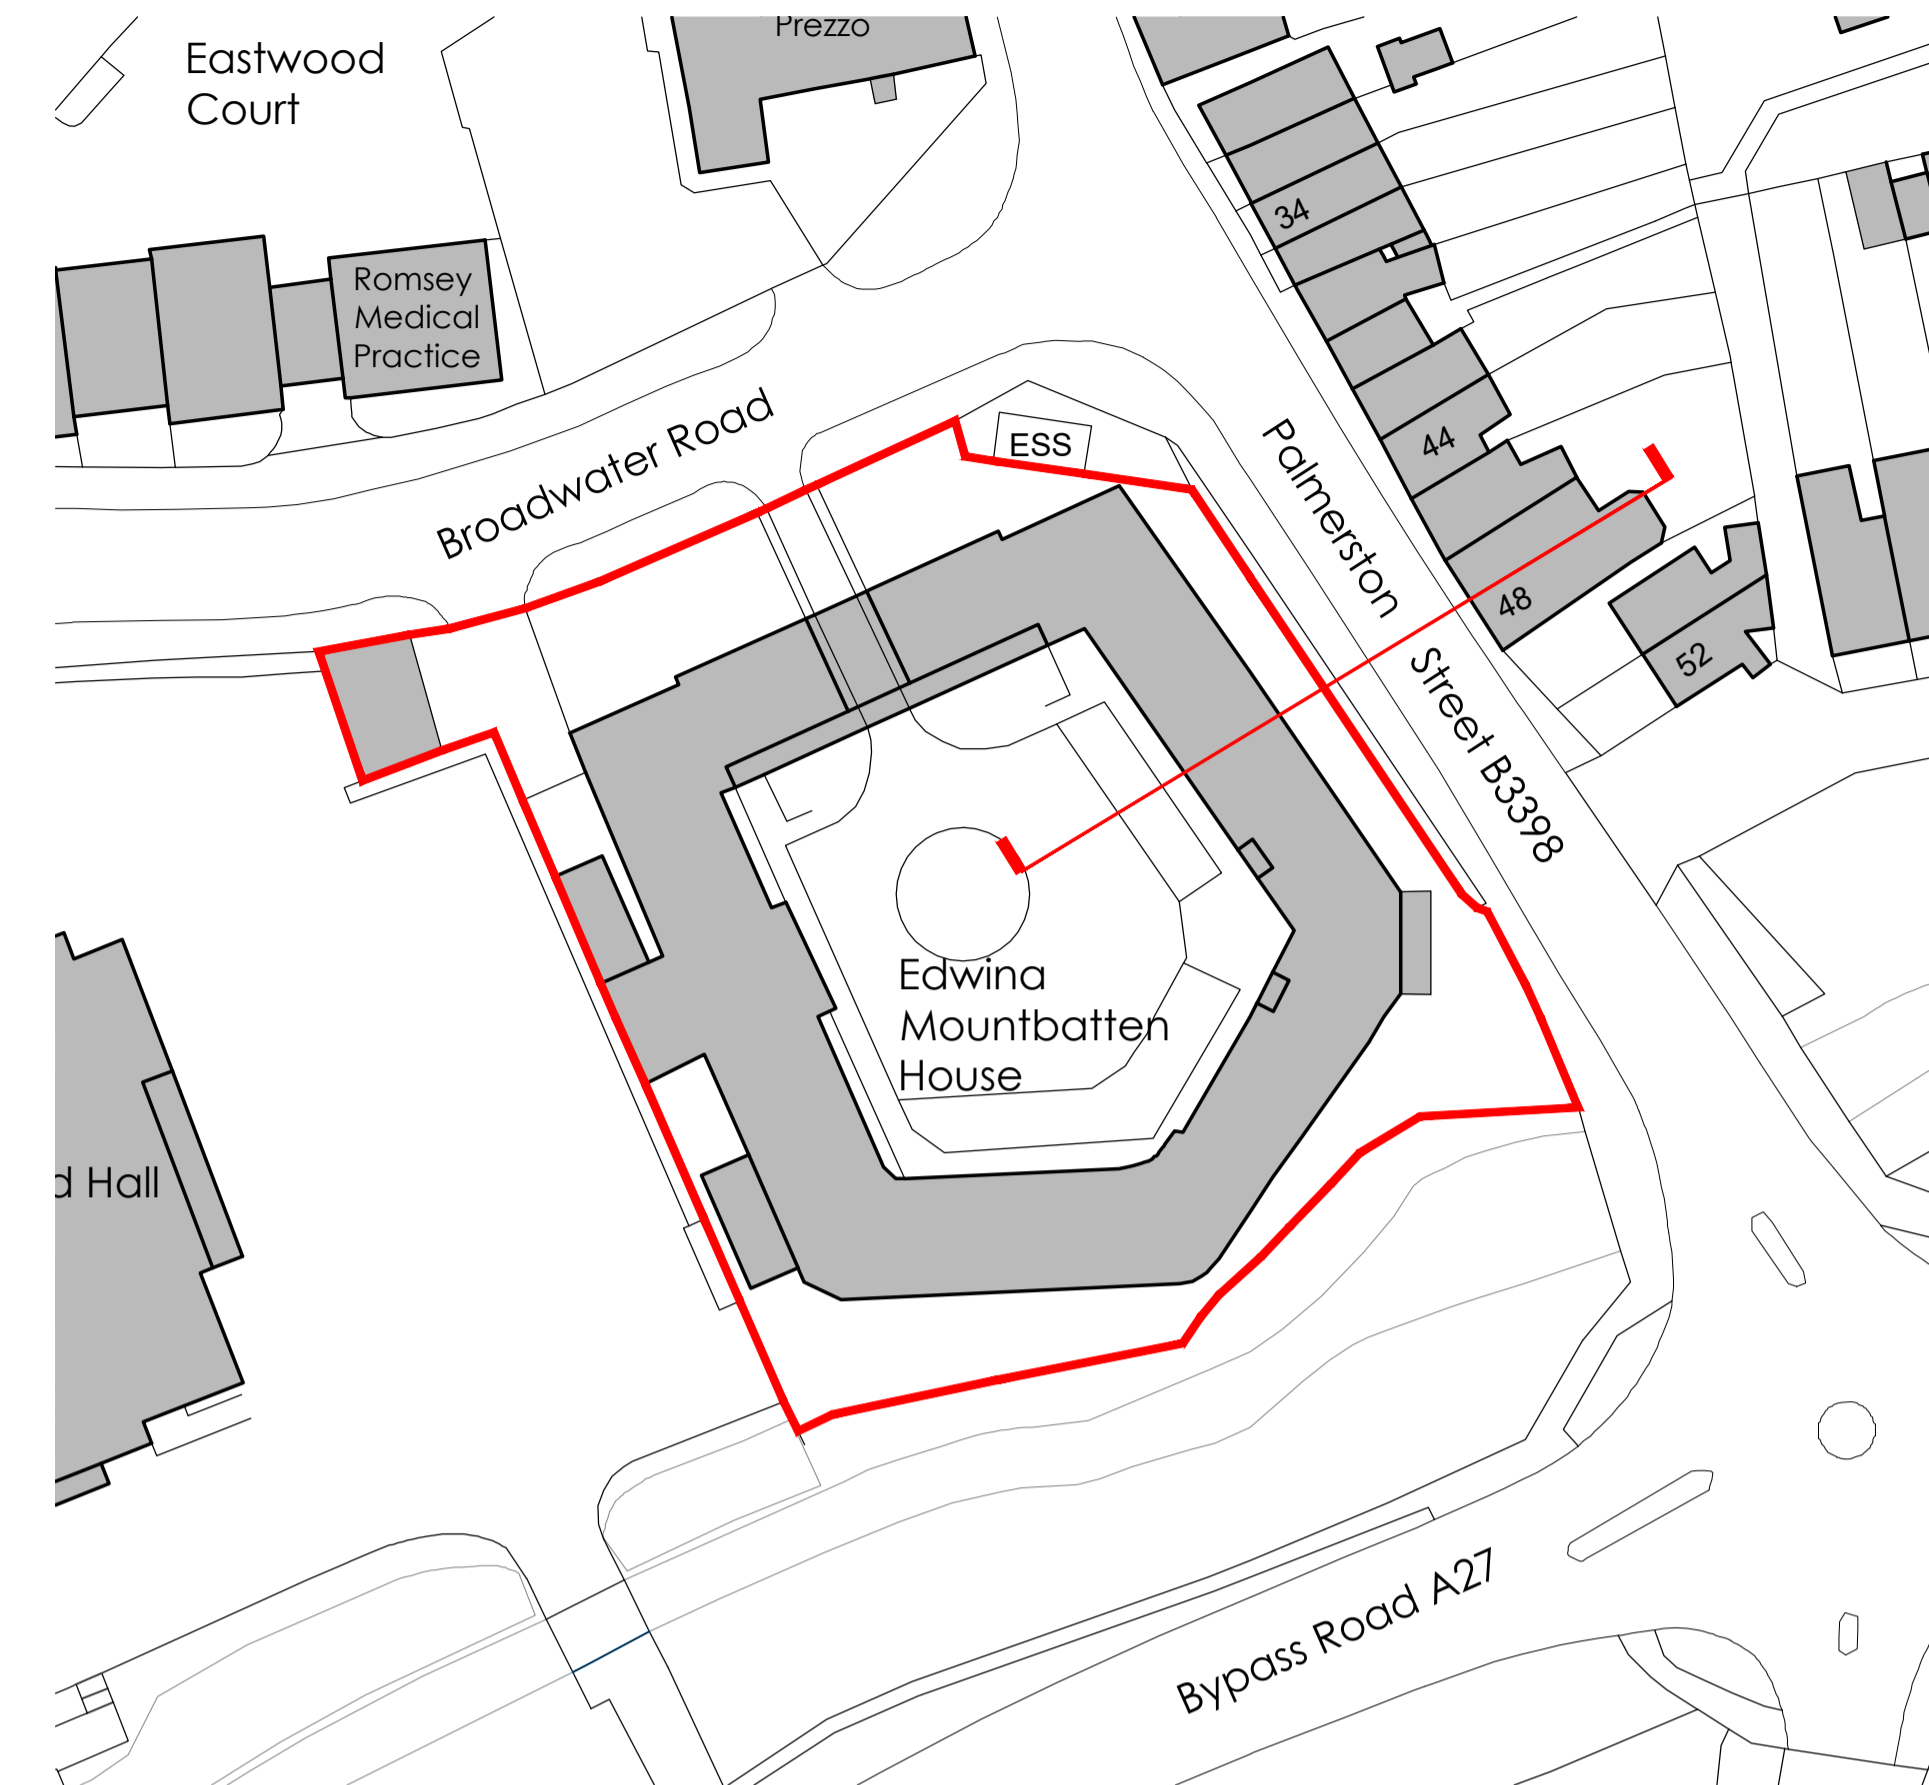 Prezzo
Eastwood
Court
34
Romsey
Medical
Practice
Broadwater Road
ESS
44
Palmerston
Street B3398
48
52
Edwina
Mountbatten
House
d Hall
Bypass Road A27